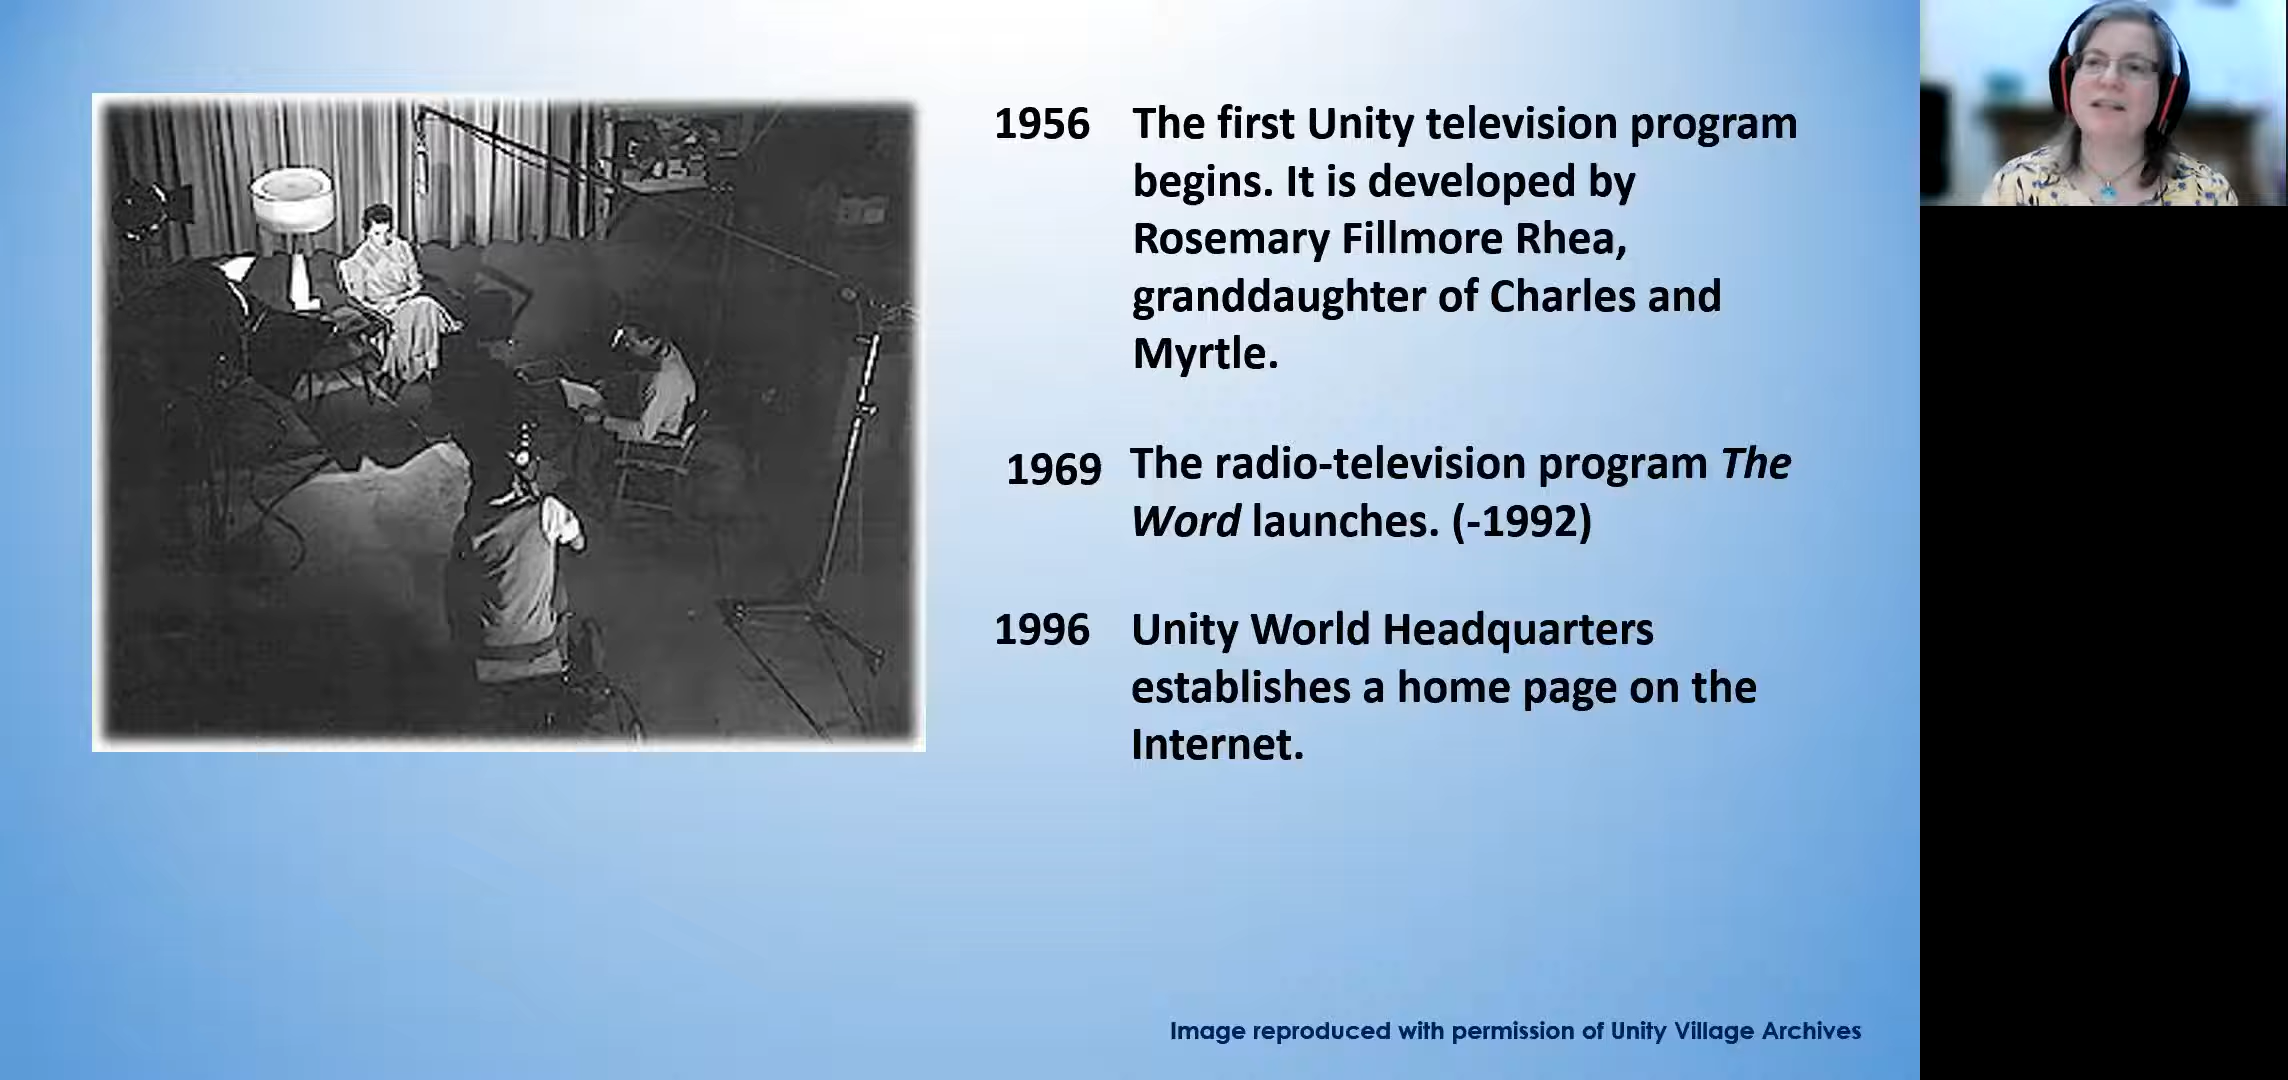 1956 The first Unity television program
begins. It is developed by
Rosemary Fillmore Rhea,
granddaughter of Charles and
Myrtle.
1969 The radio-television program The
Word launches. (-1992)
1996 Unity World Headquarters
establishes a home page on the
Internet.
Image reproduced with permission of Unity Village Archives